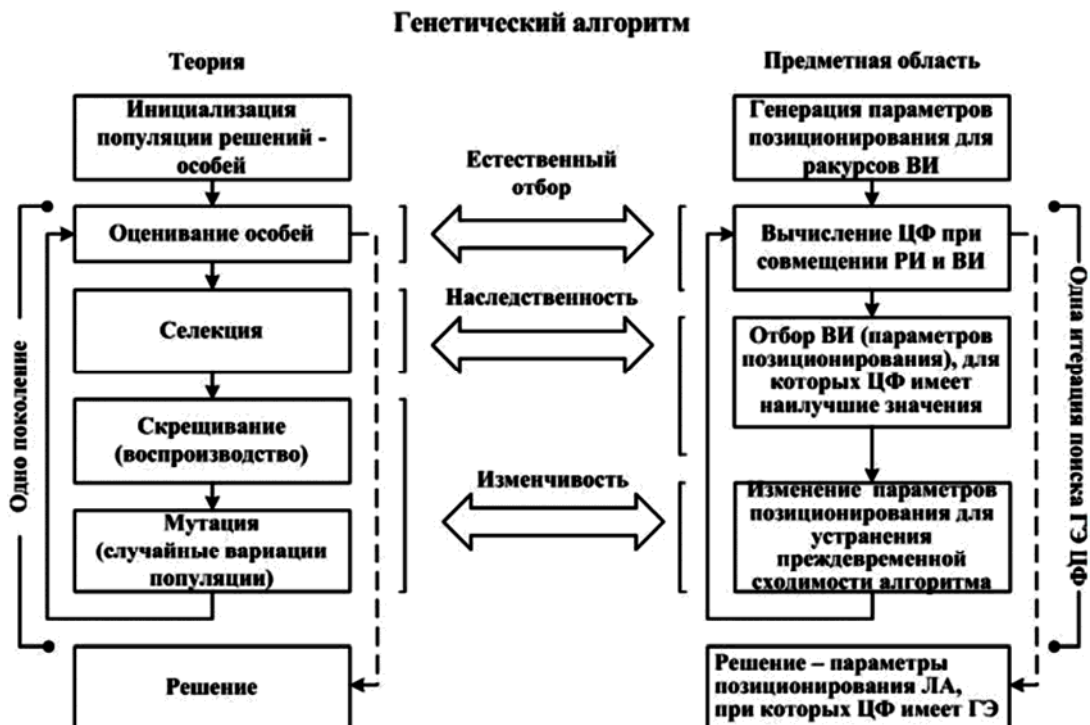 Генетический алгоритм
Теория
Инициализация
популяции решений -
особей
Оценивание особей
Селекция
Скрещивание
(воспроизводство)
Мутация
(случайные вариации
популяции)
Решение
Одно поколение
Естественный
отбор
Наследственность
Изменчивость
Предметная область
Генерация параметров
позиционирования для
ракурсов ВИ
Вычисление ЦФ при
совмещении РИ и ВИ
Отбор ВИ (параметров
позиционирования), для
которых ЦФ имеет
наилучшие значения
Изменение параметров
позиционирования для
устранения
преждевременной
сходимости алгоритма
Решение – параметры
позиционирования ЛА,
при которых ЦФ имеет ГЭ
Одна итерация поиска ГЭ ЦФ